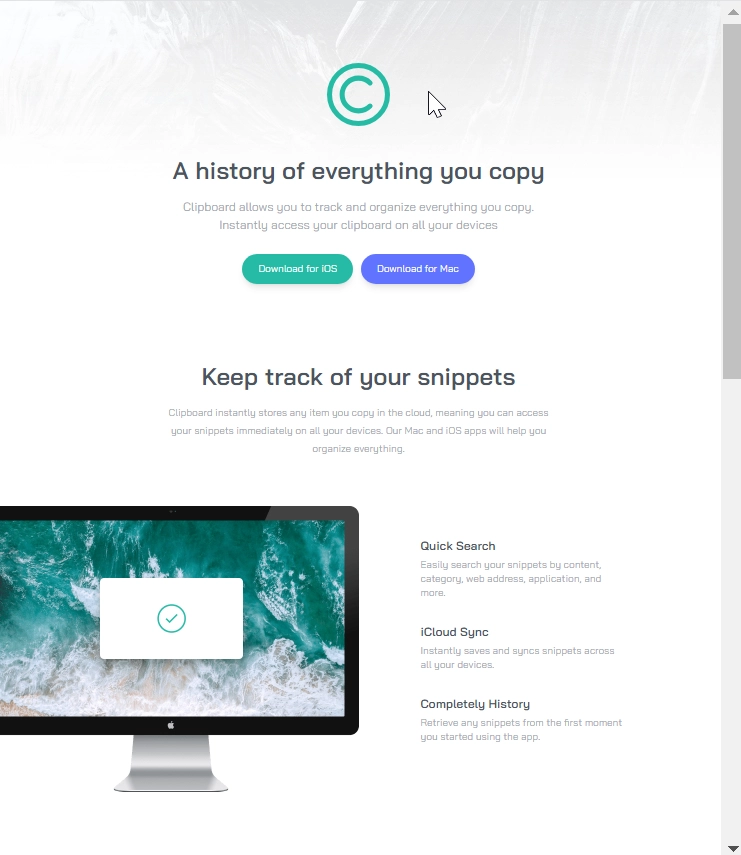 A history of everything you copy
Clipboard allows you to track and organize everything you copy.
Instantly access your clipboard on all your devices
Download for iOS
Download for Mac
Keep track of your snippets
Clipboard instantly stores any item you copy in the cloud, meaning you can access
your snippets immediately on all your devices. Our Mac and iOS apps will help you
organize everything.
Quick Search
Easily search your snippets by content,
category, web address, application, and
more.
iCloud Sync
Instantly saves and syncs snippets across
all your devices.
Completely History
Retrieve any snippets from the first moment
you started using the app.